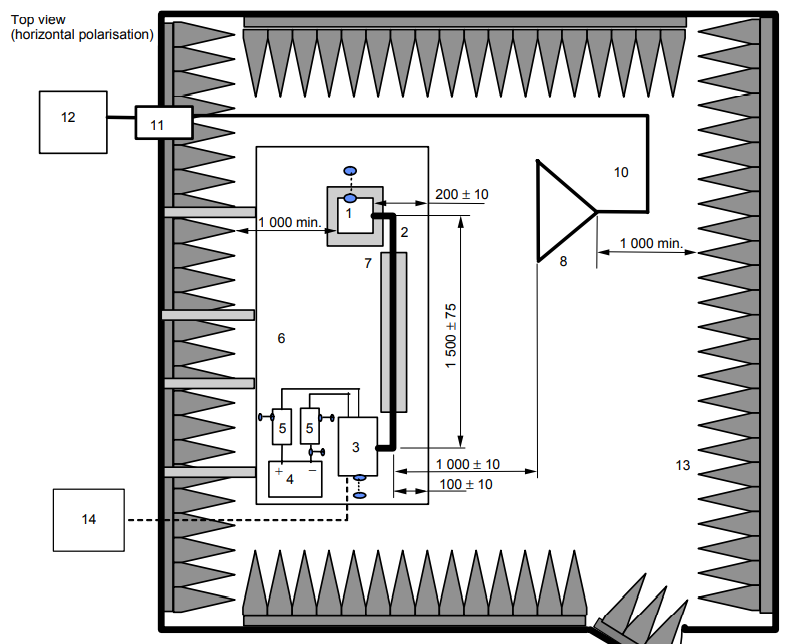 Top view
(horizontal polarisation)
12
11
10
200 ± 10
1
1 000 min.
2
1 000 min.
8
7
1 500 ± 75
6
5
5
3
+
−
4
1 000 ± 10
13
100 ± 10
14